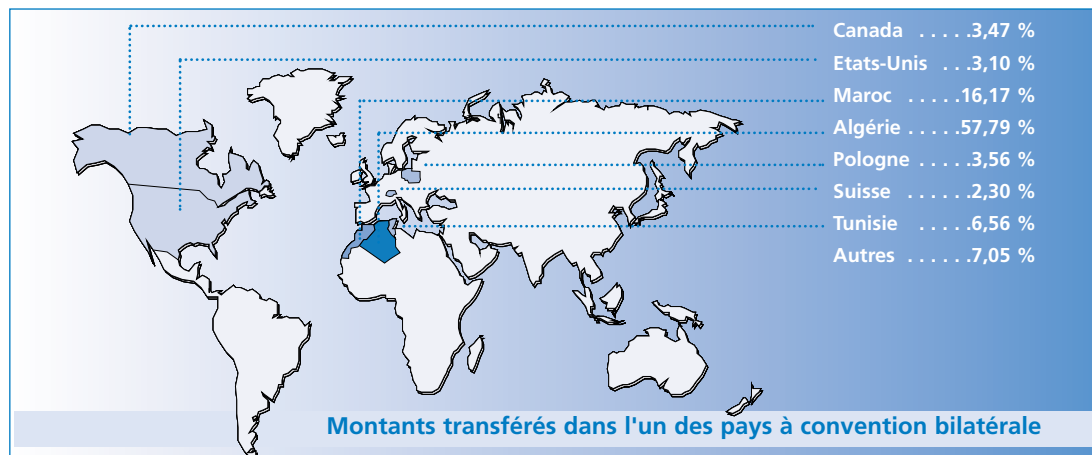 Canada . . . . .3,47 %
Etats-Unis . . .3,10 %
Maroc . . . . .16,17 %
Algérie . . . .57,79 %
Pologne . . . .3,56 %
Suisse . . . . .2,30 %
Tunisie . . . . .6,56 %
Autres . . . . . .7,05 %
Montants transférés dans l'un des pays à convention bilatérale